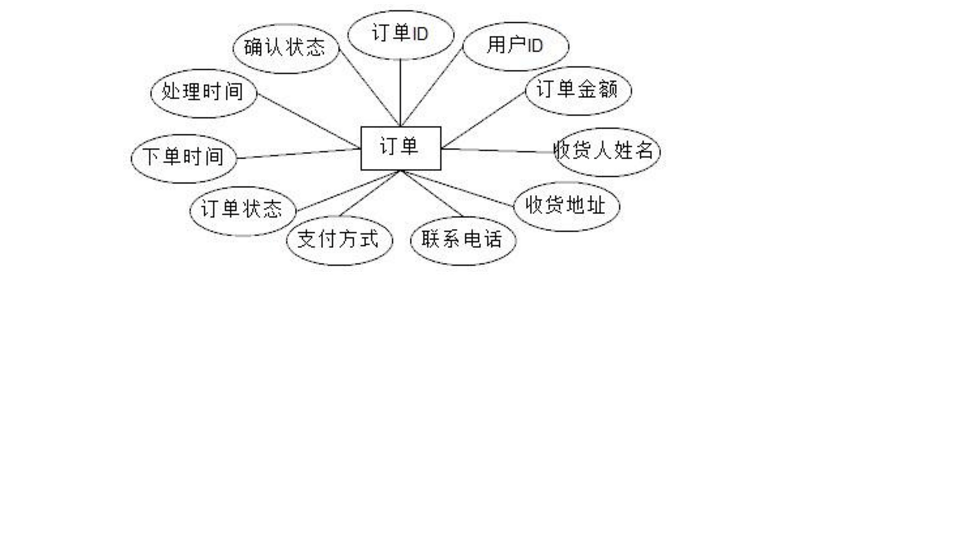 订单ID
确认状态
用户ID
处理时间
订单金额
订单
下单时间
收货人姓名
订单状态
收货地址
支付方式
联系电话